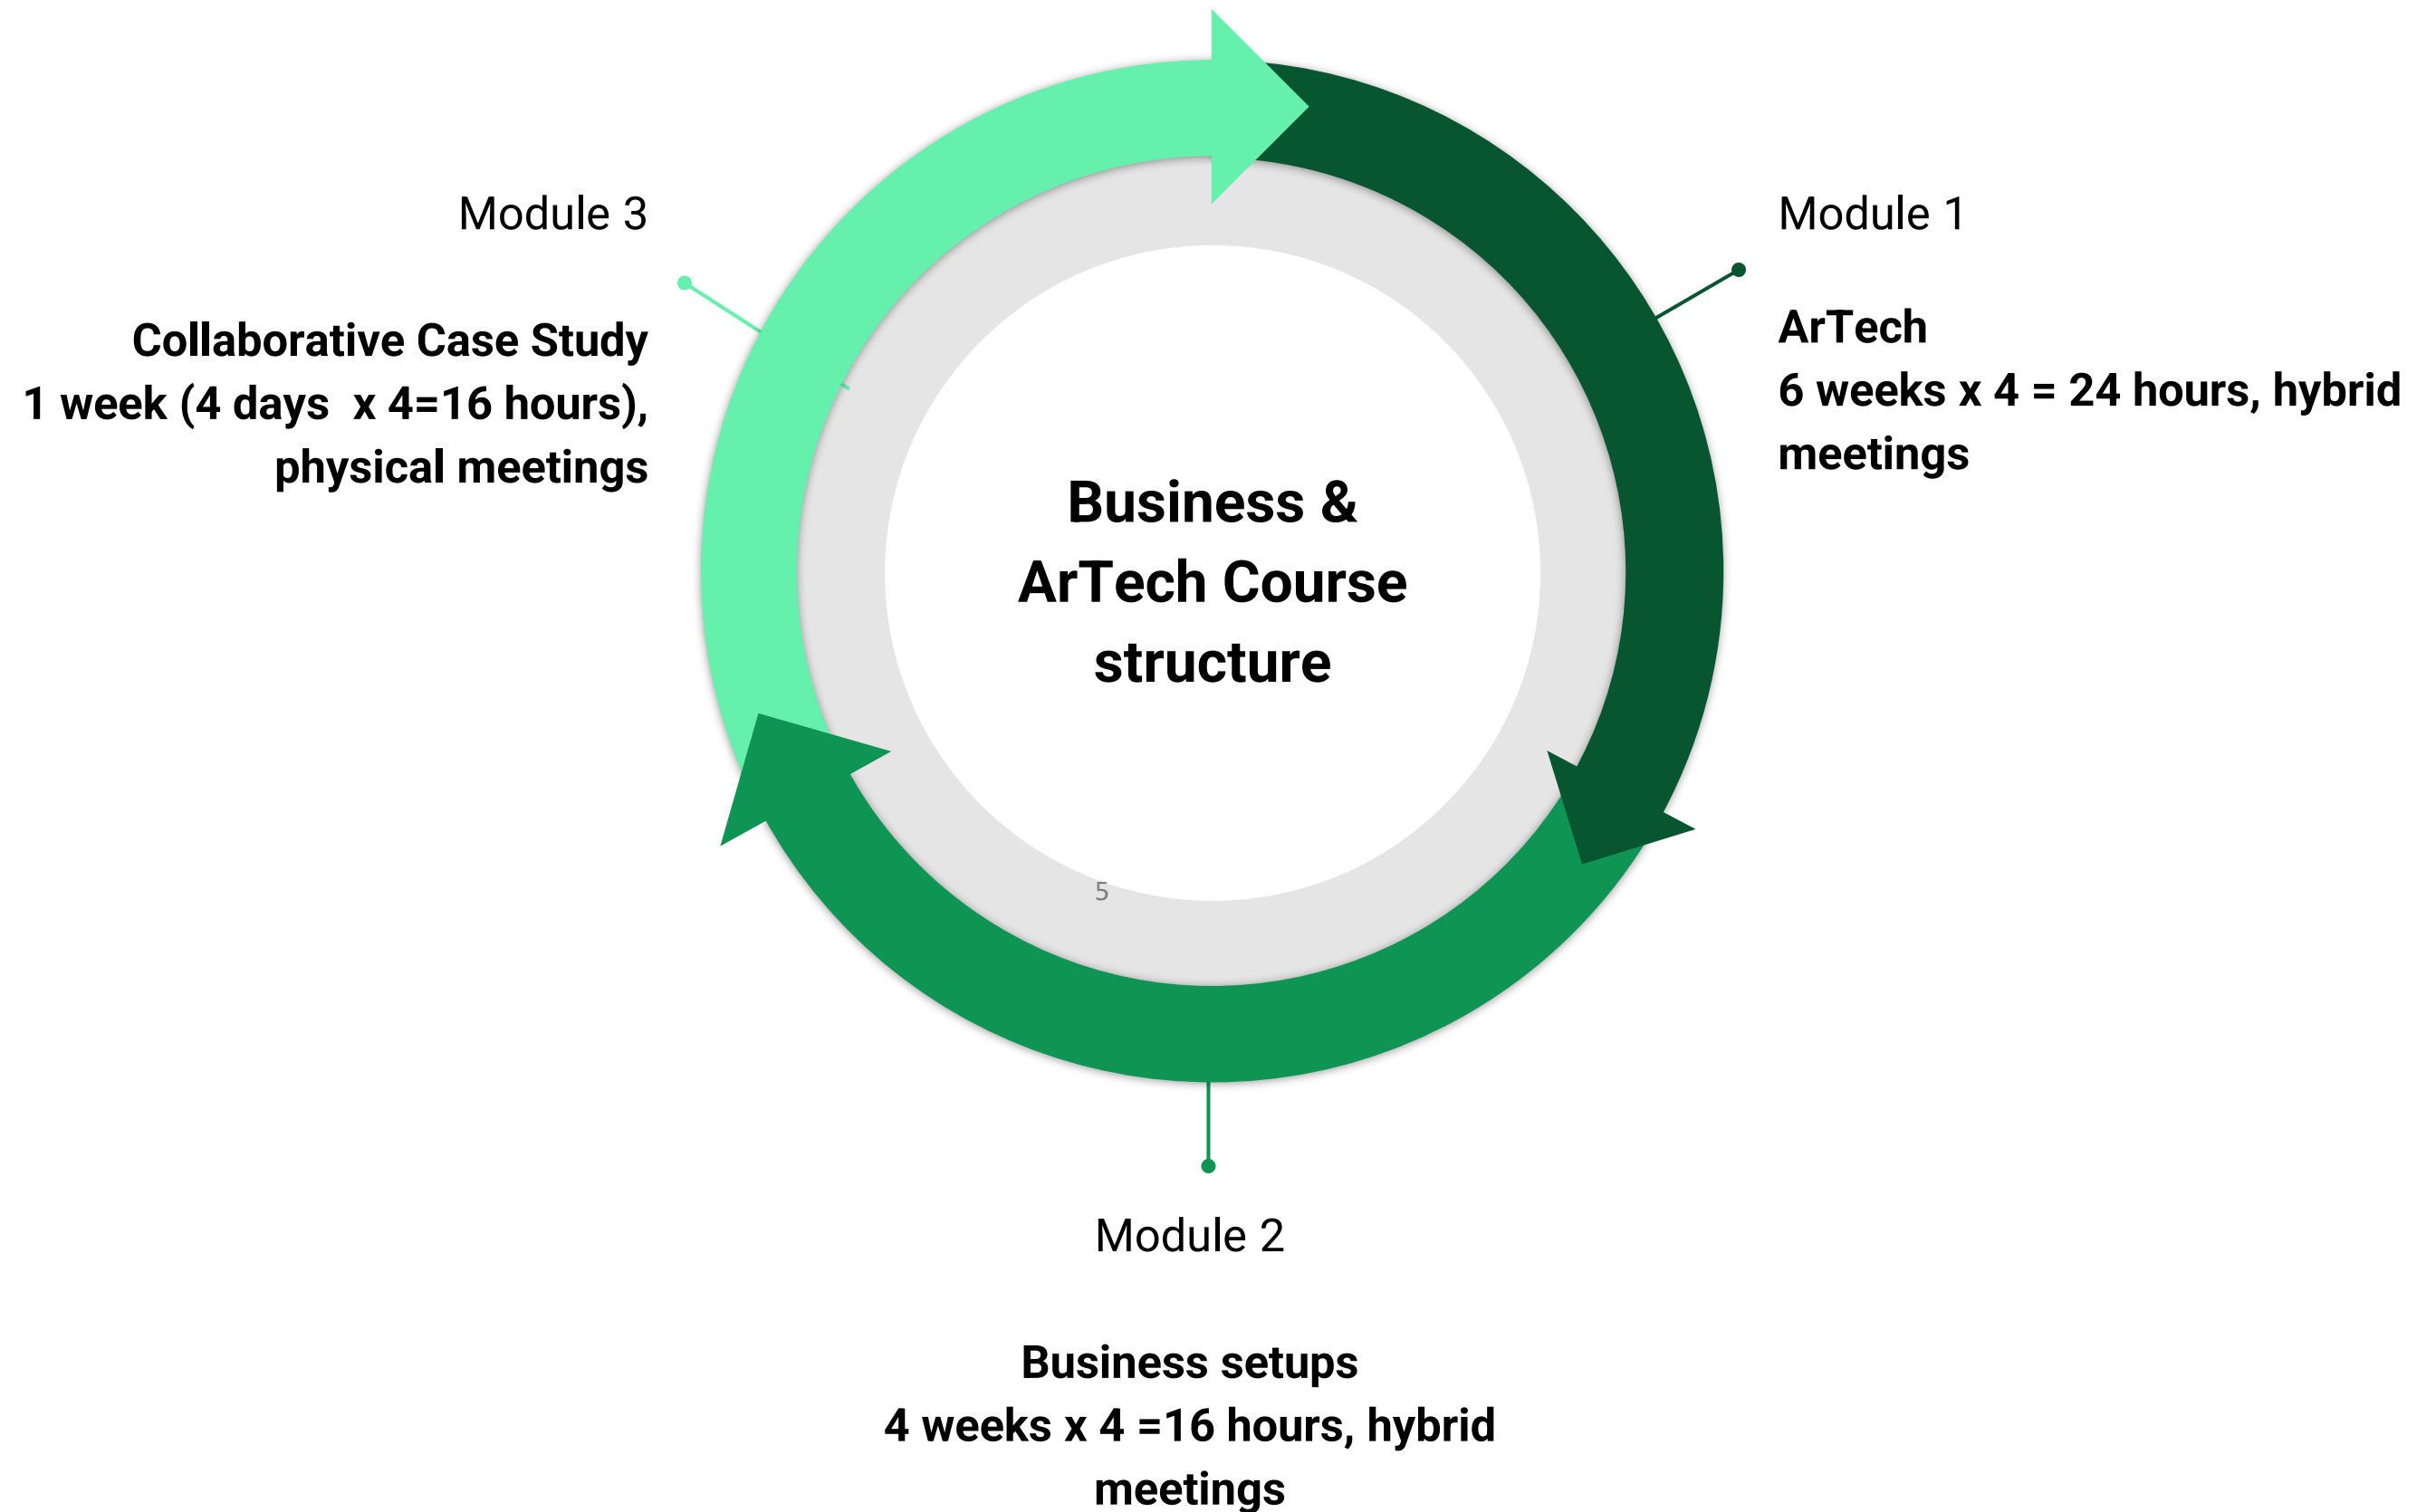 Module 3
Collaborative Case Study
1 week (4 days  x 4=16 hours),
physical meetings
Module 1
ArTech
6 weeks x 4 = 24 hours, hybrid
meetings
Business &
ArTech Course
structure
5
Module 2
Business setups
4 weeks x 4 =16 hours, hybrid
meetings